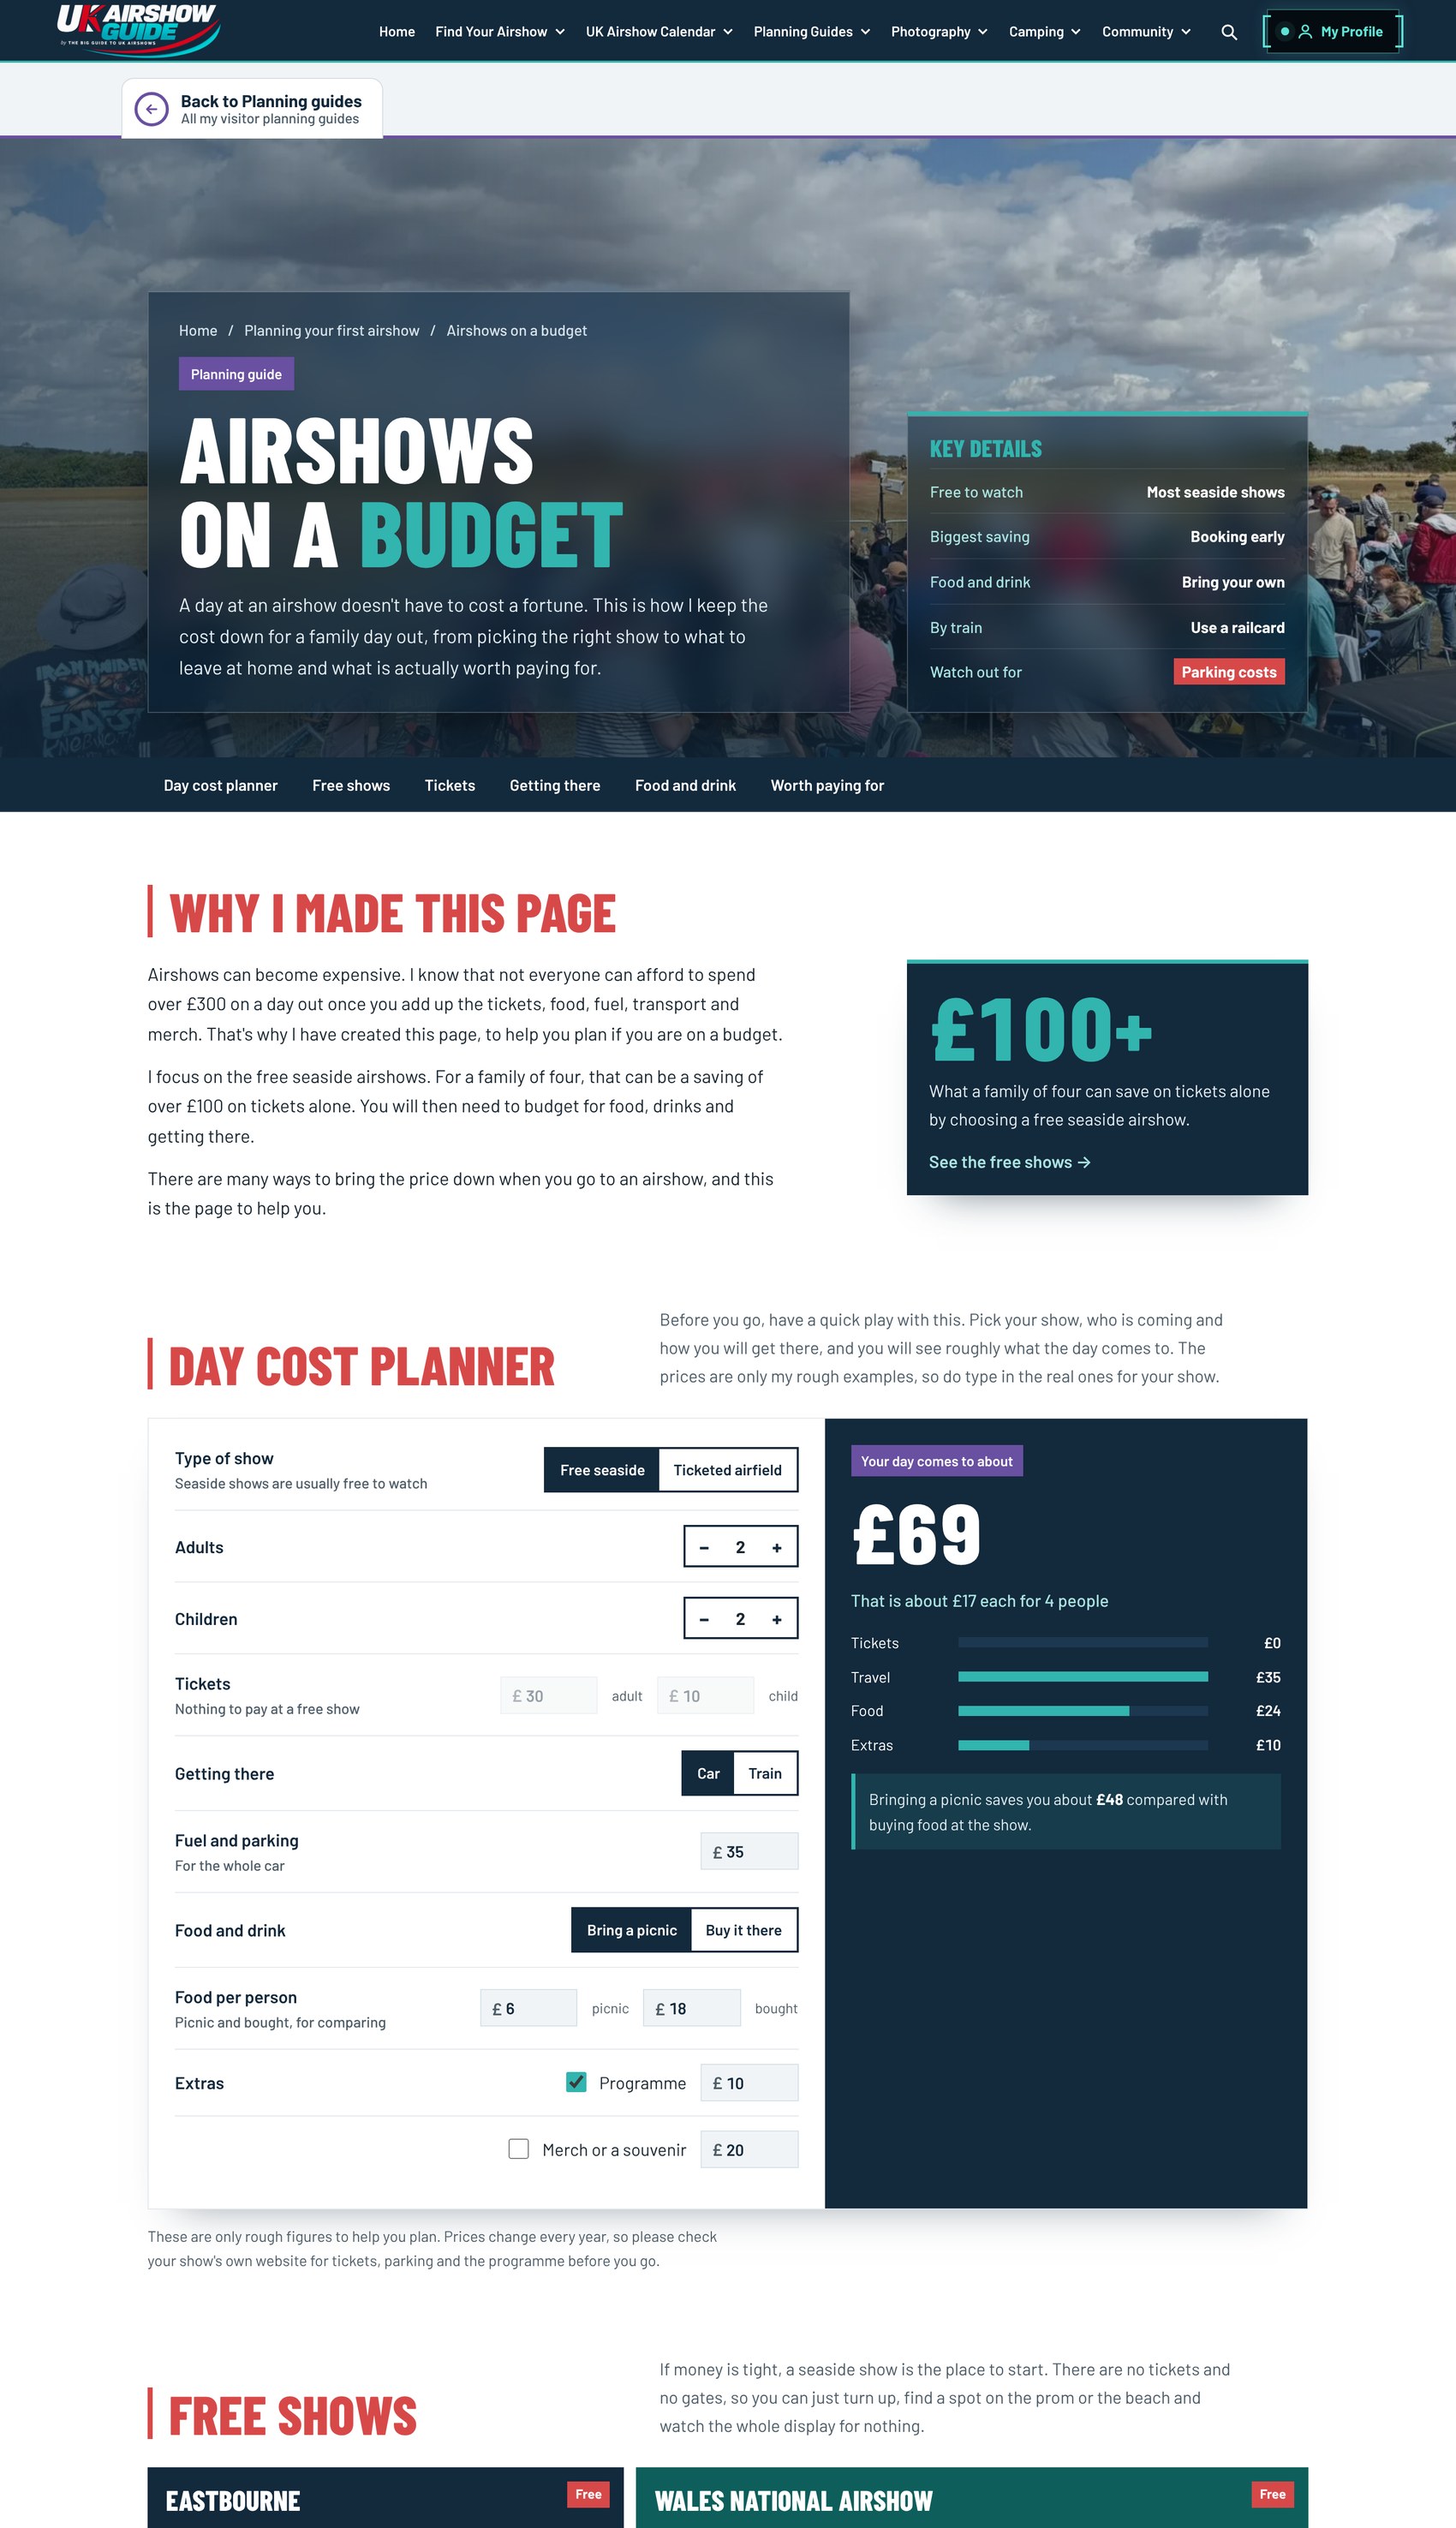 UK AIRSHOW
GUIDE
by THE BIG GUIDE TO UK AIRSHOWS
Home
Find Your Airshow
UK Airshow Calendar
Planning Guides
Photography
Camping
Community
My Profile
Back to Planning guides
All my visitor planning guides
Home / Planning your first airshow / Airshows on a budget
Planning guide
AIRSHOWS
ON A BUDGET
A day at an airshow doesn't have to cost a fortune. This is how I keep the
cost down for a family day out, from picking the right show to what to
leave at home and what is actually worth paying for.
KEY DETAILS
Free to watch Most seaside shows
Biggest saving Booking early
Food and drink Bring your own
By train Use a railcard
Watch out for Parking costs
IRON MAIDEN
Day cost planner
Free shows
Tickets
Getting there
Food and drink
Worth paying for
WHY I MADE THIS PAGE
Airshows can become expensive. I know that not everyone can afford to spend
over £300 on a day out once you add up the tickets, food, fuel, transport and
merch. That's why I have created this page, to help you plan if you are on a budget.
I focus on the free seaside airshows. For a family of four, that can be a saving of
over £100 on tickets alone. You will then need to budget for food, drinks and
getting there.
There are many ways to bring the price down when you go to an airshow, and this
is the page to help you.
£100+
What a family of four can save on tickets alone
by choosing a free seaside airshow.
See the free shows →
DAY COST PLANNER
Before you go, have a quick play with this. Pick your show, who is coming and
how you will get there, and you will see roughly what the day comes to. The
prices are only my rough examples, so do type in the real ones for your show.
Type of show
Seaside shows are usually free to watch
Free seaside Ticketed airfield
Adults − 2 +
Children − 2 +
Tickets
Nothing to pay at a free show
£ 30 adult £ 10 child
Getting there Car Train
Fuel and parking
For the whole car
£ 35
Food and drink Bring a picnic Buy it there
Food per person
Picnic and bought, for comparing
£ 6 picnic £ 18 bought
Extras Programme £ 10
Merch or a souvenir £ 20
Your day comes to about
£69
That is about £17 each for 4 people
Tickets £0
Travel £35
Food £24
Extras £10
Bringing a picnic saves you about £48 compared with
buying food at the show.
These are only rough figures to help you plan. Prices change every year, so please check
your show's own website for tickets, parking and the programme before you go.
FREE SHOWS
If money is tight, a seaside show is the place to start. There are no tickets and
no gates, so you can just turn up, find a spot on the prom or the beach and
watch the whole display for nothing.
EASTBOURNE Free
WALES NATIONAL AIRSHOW Free